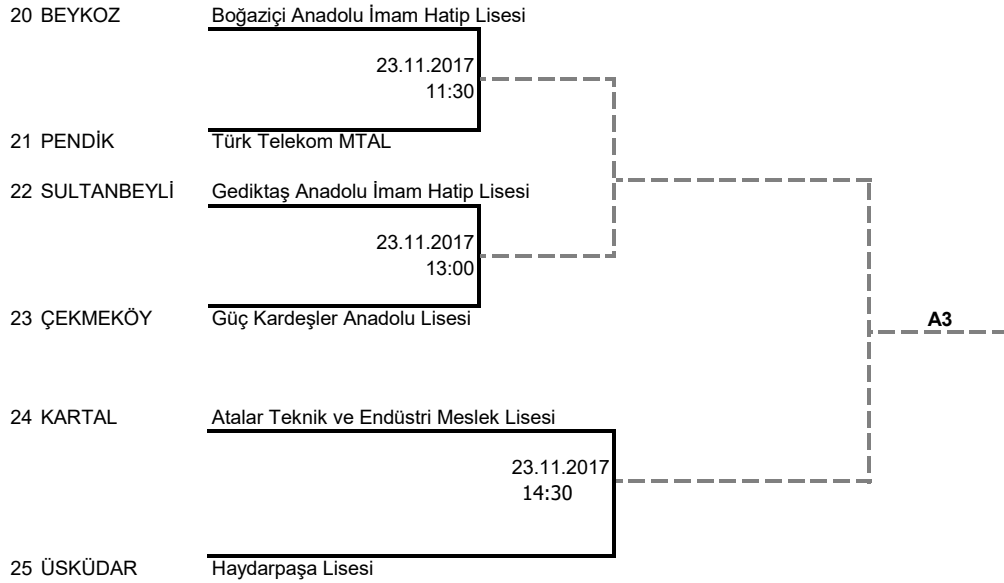 20 BEYKOZ Boğaziçi Anadolu İmam Hatip Lisesi
23.11.2017
11:30
21 PENDİK Türk Telekom MTAL
22 SULTANBEYLİ Gediktaş Anadolu İmam Hatip Lisesi
23.11.2017
13:00
23 ÇEKMEKÖY Güç Kardeşler Anadolu Lisesi
A3
24 KARTAL Atalar Teknik ve Endüstri Meslek Lisesi
23.11.2017
14:30
25 ÜSKÜDAR Haydarpaşa Lisesi